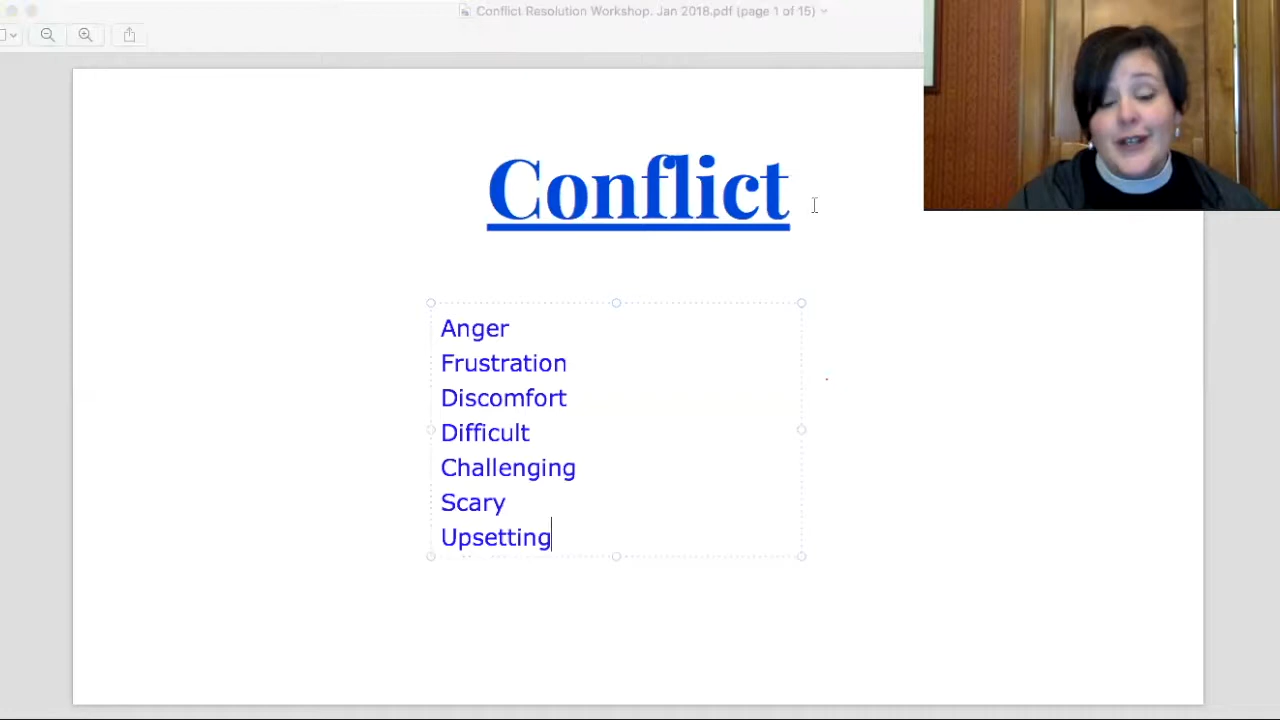 Conflict Resolution Workshop. Jan 2018.pdf (page 1 of 15)
Conflict
Anger
Frustration
Discomfort
Difficult
Challenging
Scary
Upsetting